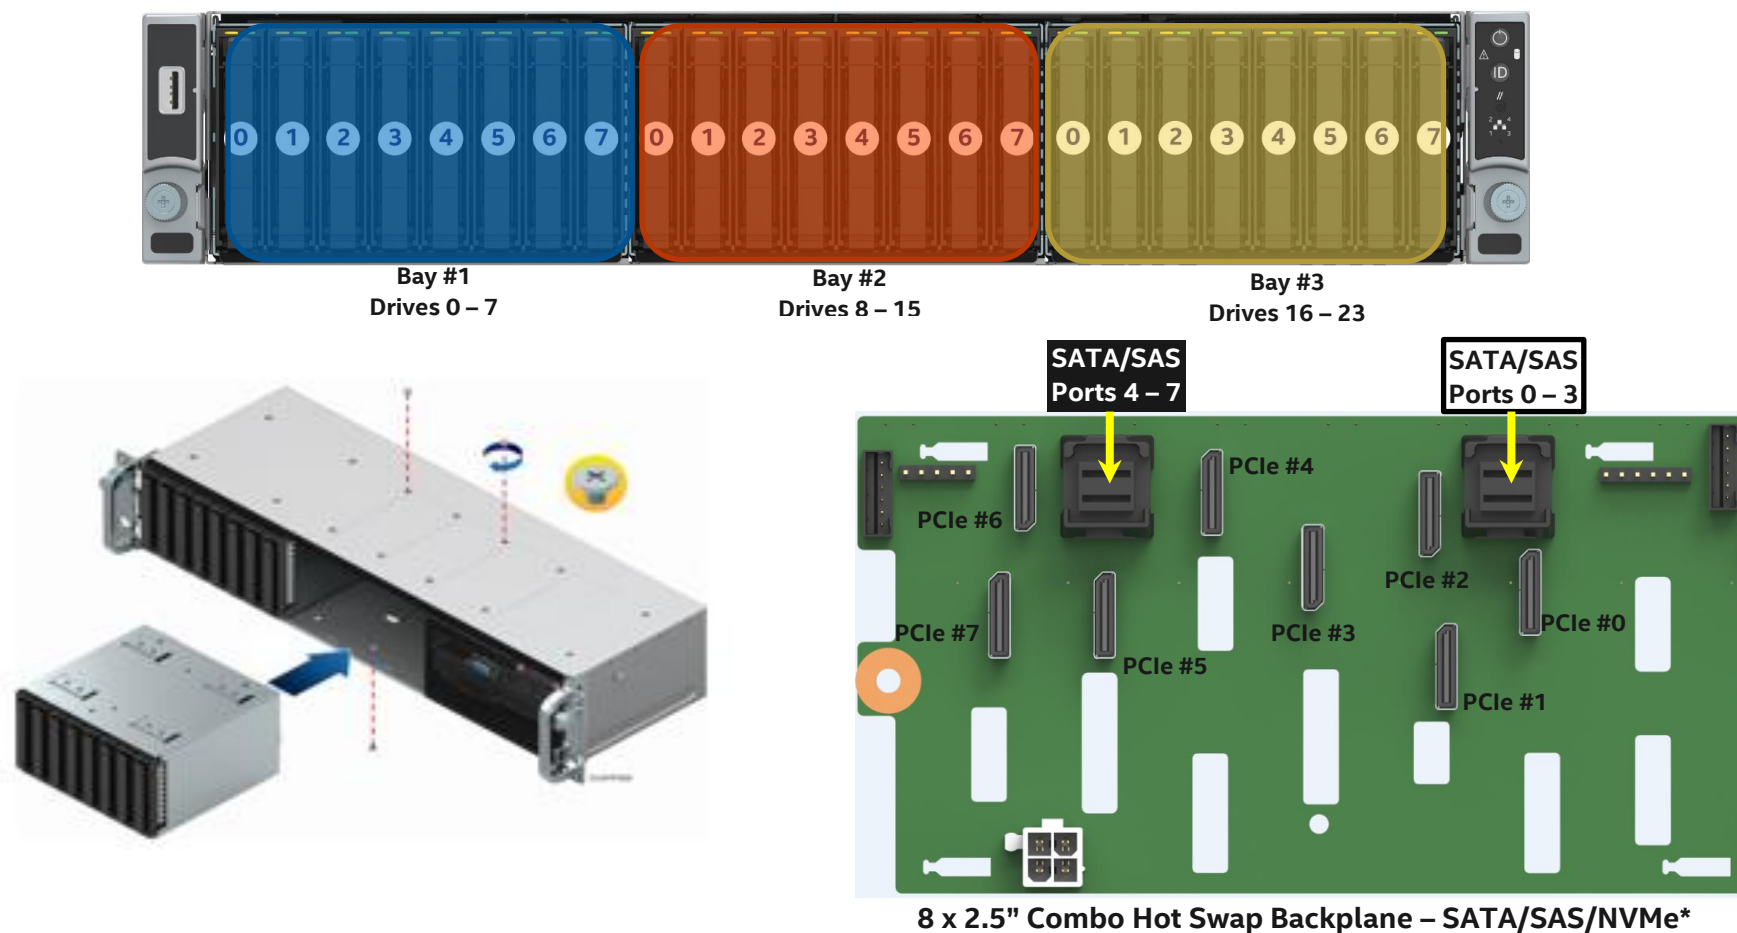 ID
2 4
1 3
0 1 2 3 4 5 6 7
0 1 2 3 4 5 6 7
0 1 2 3 4 5 6 7
Bay #1
Drives 0 – 7
Bay #2
Drives 8 – 15
Bay #3
Drives 16 – 23
SATA/SAS
Ports 4 – 7
SATA/SAS
Ports 0 – 3
PCIe #4
PCIe #6
PCIe #2
PCIe #0
PCIe #7
PCIe #3
PCIe #5
PCIe #1
8 x 2.5” Combo Hot Swap Backplane – SATA/SAS/NVMe*